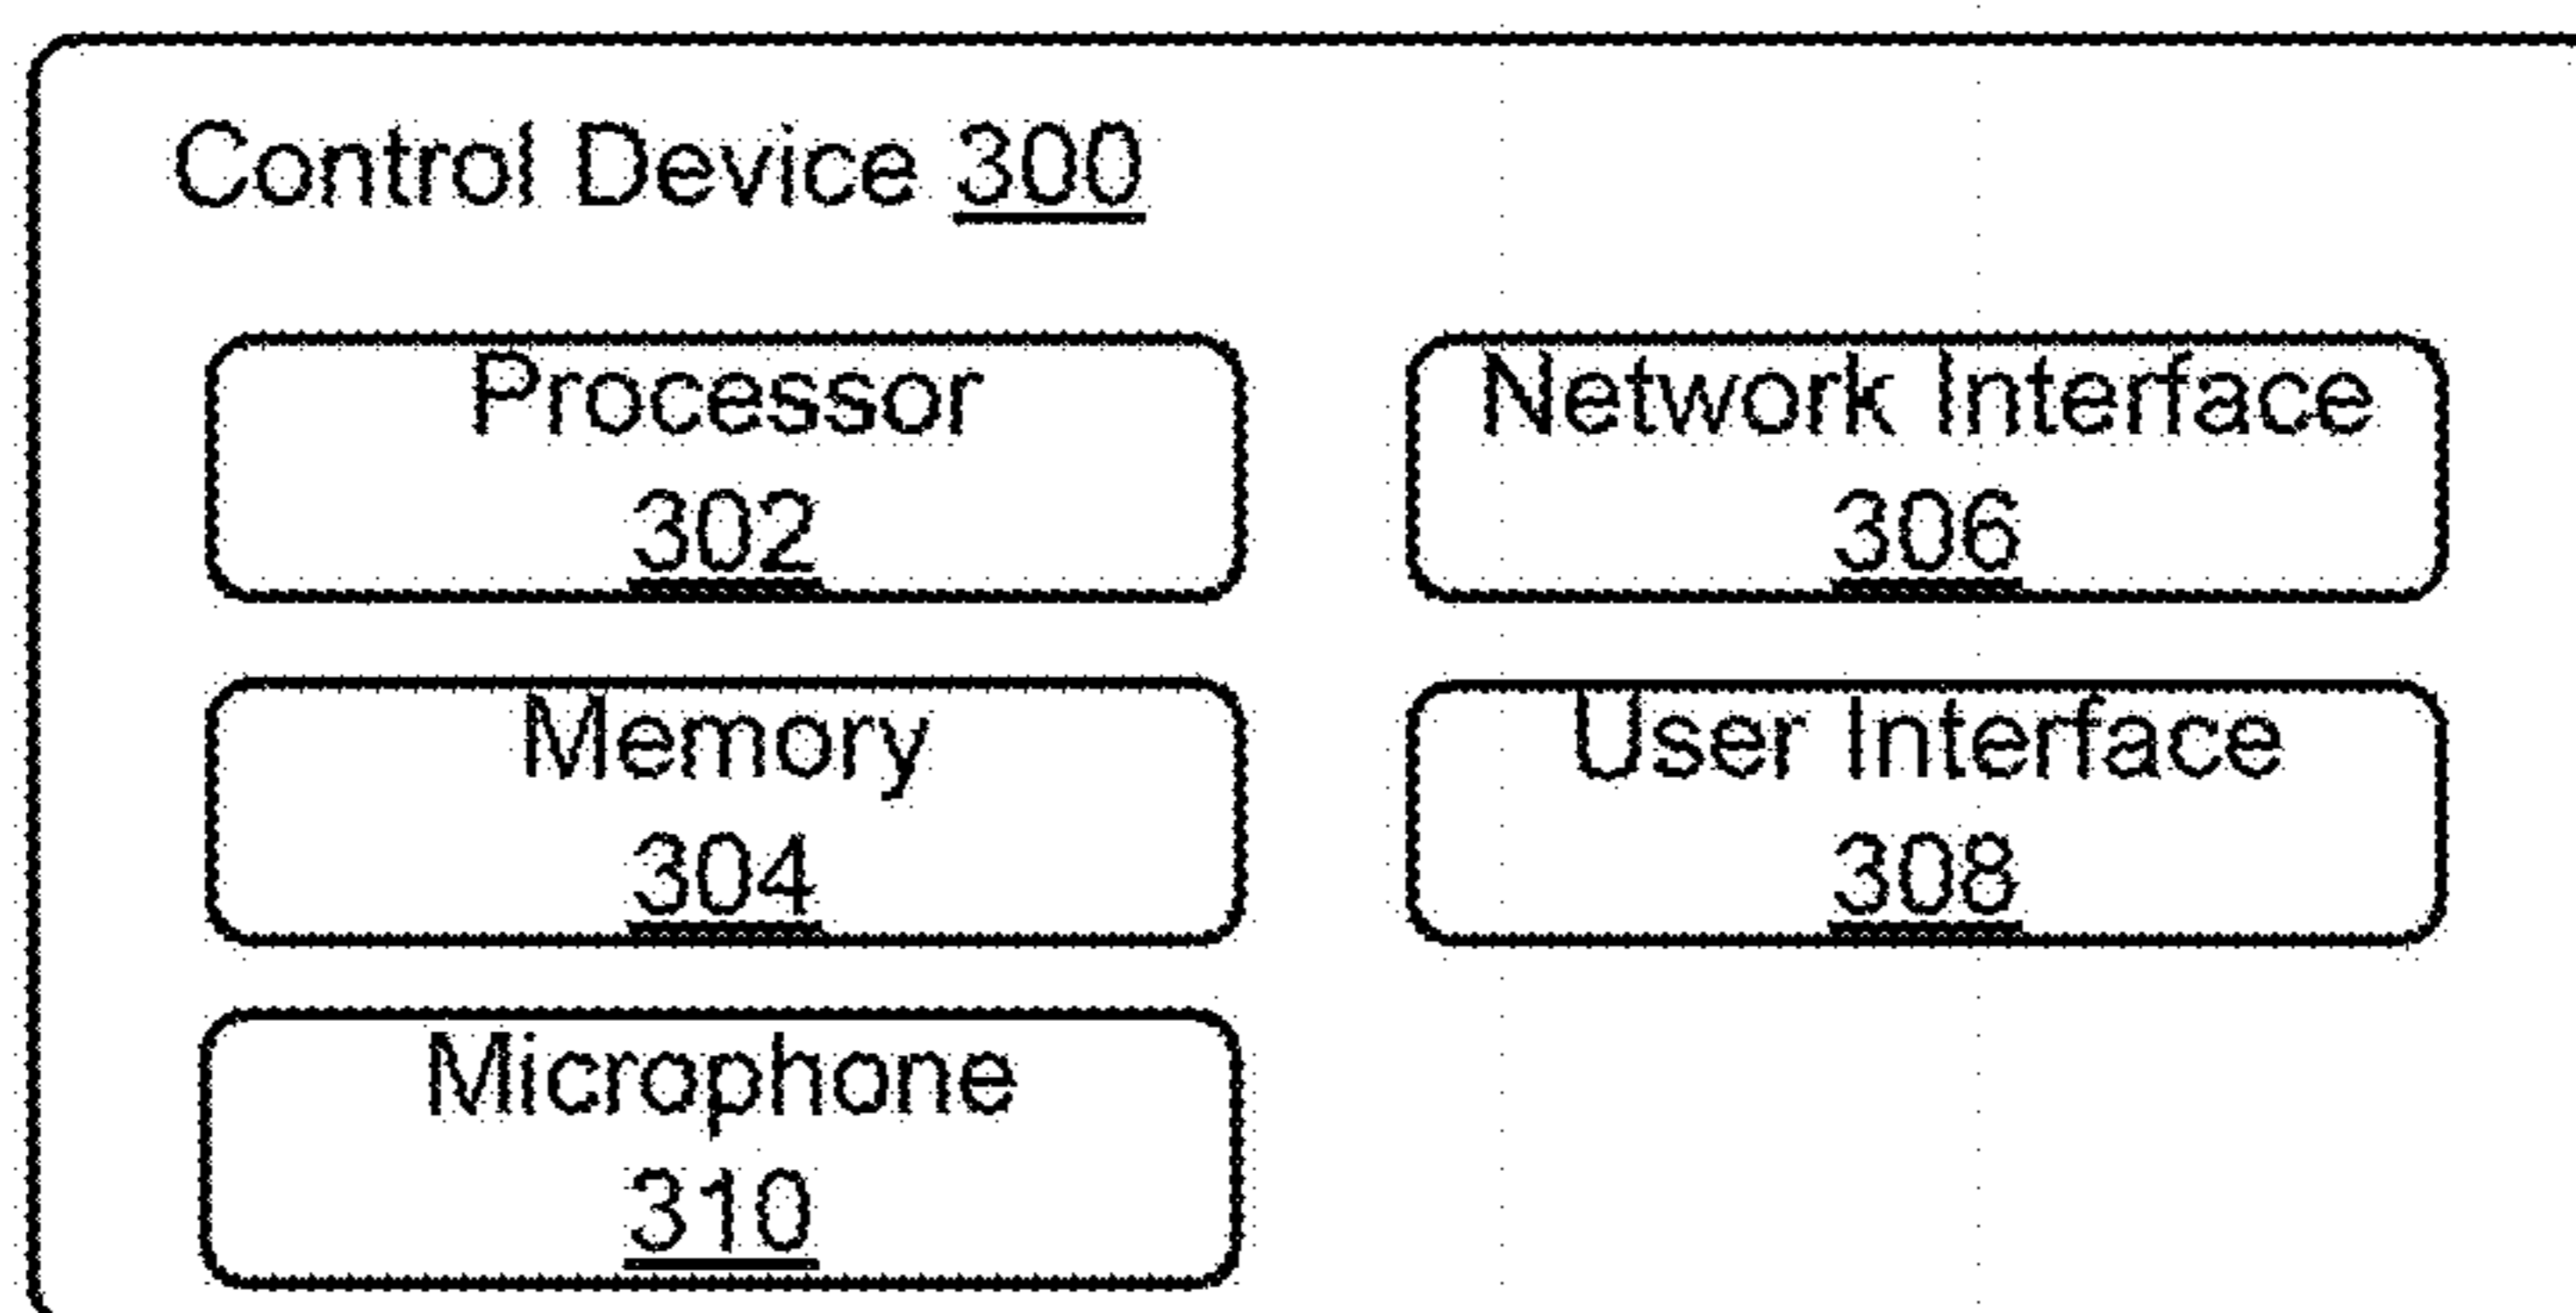 Control Device 300
Processor
302
Network Interface
306
Memory
304
User Interface
308
Microphone
310